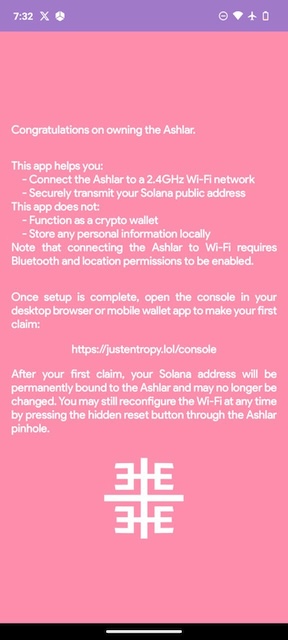 7:32
Congratulations on owning the Ashlar.
This app helps you:
- Connect the Ashlar to a 2.4GHz Wi-Fi network
- Securely transmit your Solana public address
This app does not:
- Function as a crypto wallet
- Store any personal information locally
Note that connecting the Ashlar to Wi-Fi requires
Bluetooth and location permissions to be enabled.
Once setup is complete, open the console in your
desktop browser or mobile wallet app to make your first
claim:
https://justentropy.lol/console
After your first claim, your Solana address will be
permanently bound to the Ashlar and may no longer be
changed. You may still reconfigure the Wi-Fi at any time
by pressing the hidden reset button through the Ashlar
pinhole.